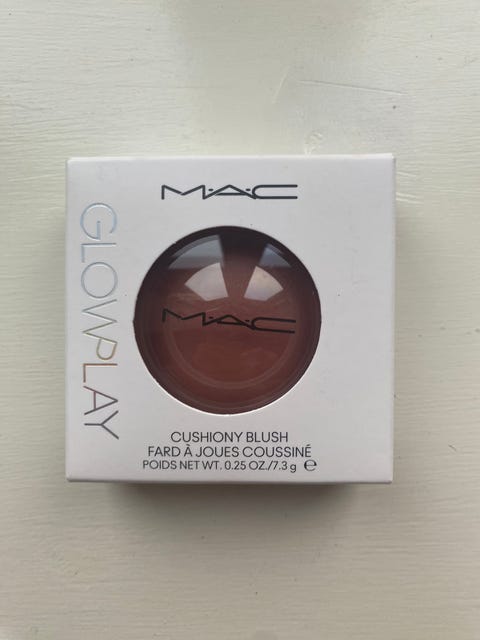 M·A·C
GLOWPLAY
M·A·C
CUSHIONY BLUSH
FARD À JOUES COUSSINÉ
POIDS NET WT. 0.25 OZ./7.3 g ℮